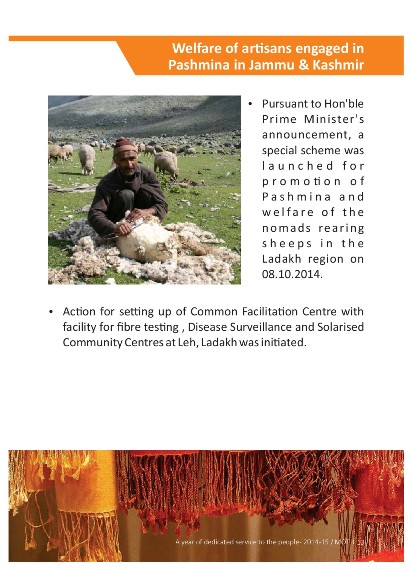 Welfare of artisans engaged in
Pashmina in Jammu & Kashmir
• Pursuant to Hon'ble
Prime Minister's
announcement, a
special scheme was
launched for
promotion of
Pashmina and
welfare of the
nomads rearing
sheeps in the
Ladakh region on
08.10.2014.
• Action for setting up of Common Facilitation Centre with
facility for fibre testing , Disease Surveillance and Solarised
Community Centres at Leh, Ladakh was initiated.
A year of dedicated service to the people- 2014-15 /